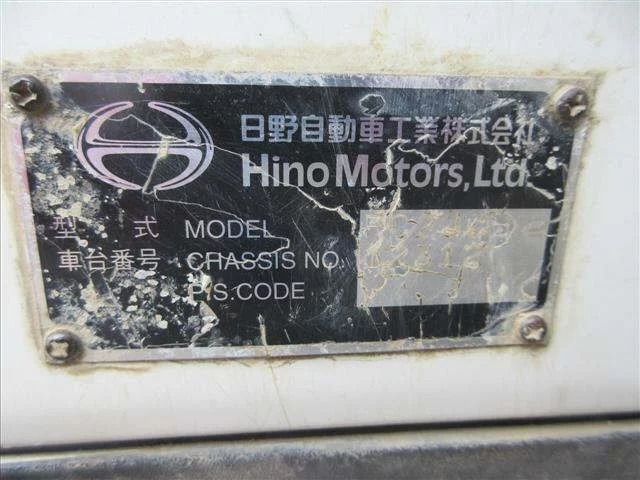 日野自動車工業株式会社
Hino Motors, Ltd.
型 式 MODEL
車台番号 CHASSIS NO.
P.S.CODE